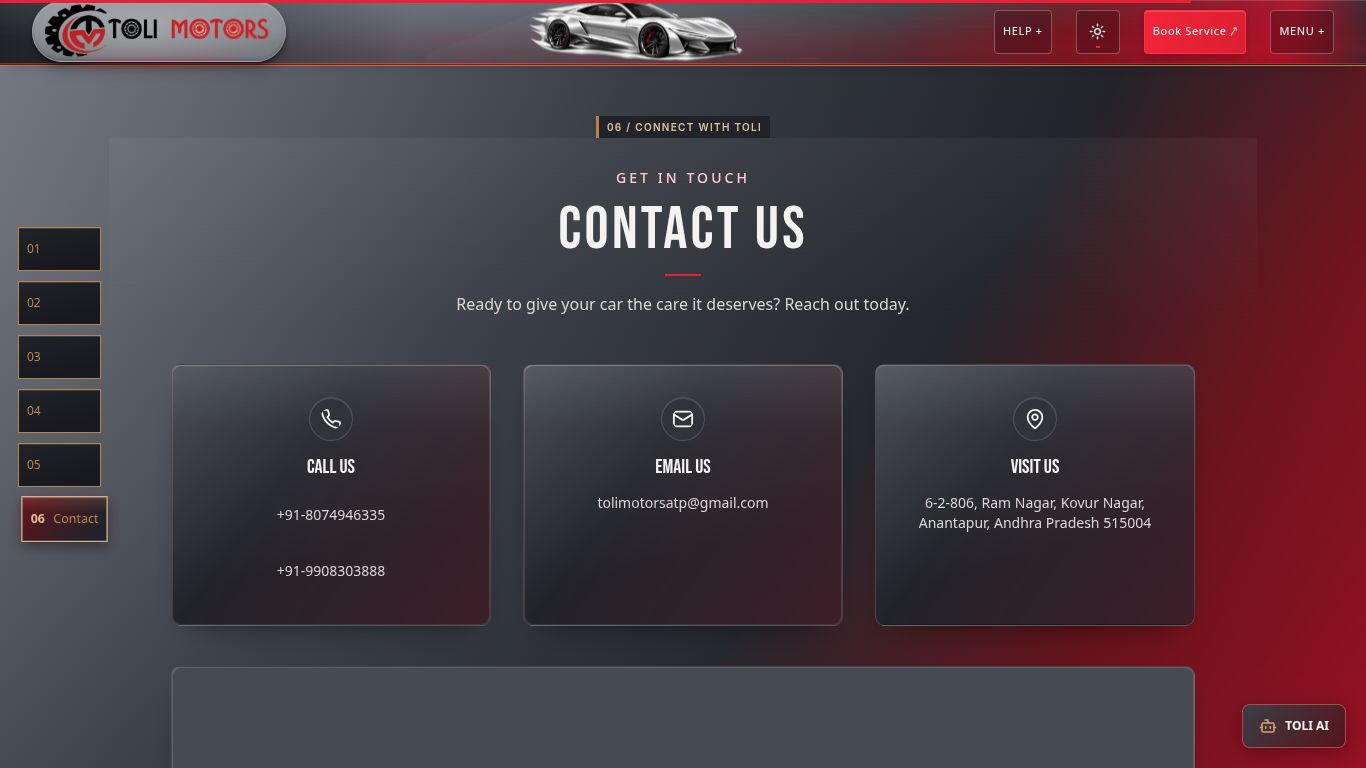 TOLI MOTORS
HELP +
Book Service ↗
MENU +
06 / CONNECT WITH TOLI
GET IN TOUCH
CONTACT US
Ready to give your car the care it deserves? Reach out today.
01
02
03
04
05
06 Contact
CALL US
+91-8074946335
+91-9908303888
EMAIL US
tolimotorsatp@gmail.com
VISIT US
6-2-806, Ram Nagar, Kovur Nagar,
Anantapur, Andhra Pradesh 515004
TOLI AI